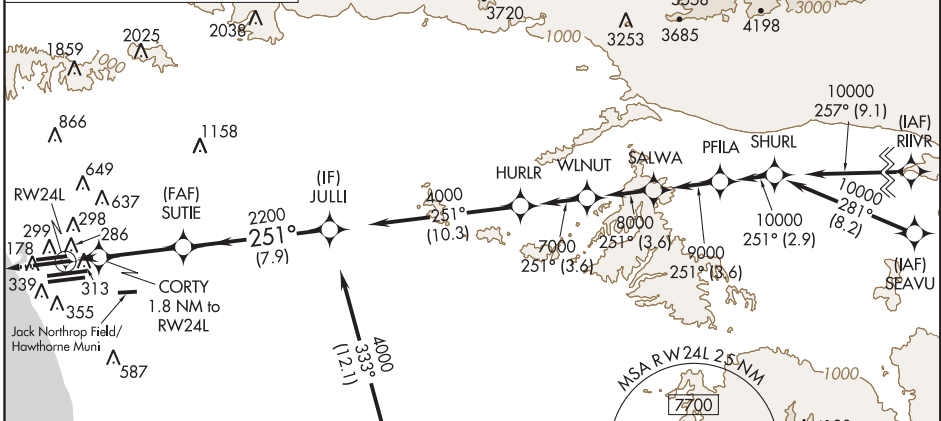 3720
3253
3685
4198
3000
1000
2038
2025
1859
1000
866
1158
649
637
RW24L
298
299
286
178
339
313
355
587
(FAF)
SUTIE
2200
251°
(7.9)
(IF)
JULLI
4000
251°
(10.3)
HURLR
7000
251° (3.6)
WLNUT
8000
251° (3.6)
SALWA
9000
251° (3.6)
PFILA
10000
251° (2.9)
SHURL
10000
257° (9.1)
(IAF)
RIIVR
10000
281°
(8.2)
(IAF)
SEAVU
CORTY
1.8 NM to
RW24L
Jack Northrop Field/
Hawthorne Muni
4000
333°
(12.1)
MSA RW24L 25 NM
7700
1000